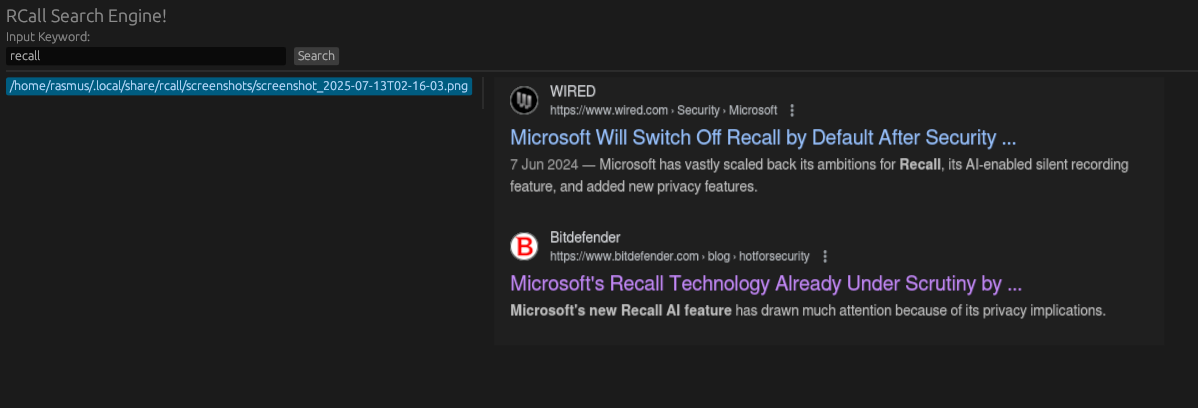 RCall Search Engine!
Input Keyword:
recall
Search
/home/rasmus/.local/share/rcall/screenshots/screenshot_2025-07-13T02-16-03.png
WIRED
https://www.wired.com › Security › Microsoft
Microsoft Will Switch Off Recall by Default After Security ...
7 Jun 2024 — Microsoft has vastly scaled back its ambitions for Recall, its AI-enabled silent recording
feature, and added new privacy features.
B
Bitdefender
https://www.bitdefender.com › blog › hotforsecurity
Microsoft's Recall Technology Already Under Scrutiny by ...
Microsoft's new Recall AI feature has drawn much attention because of its privacy implications.